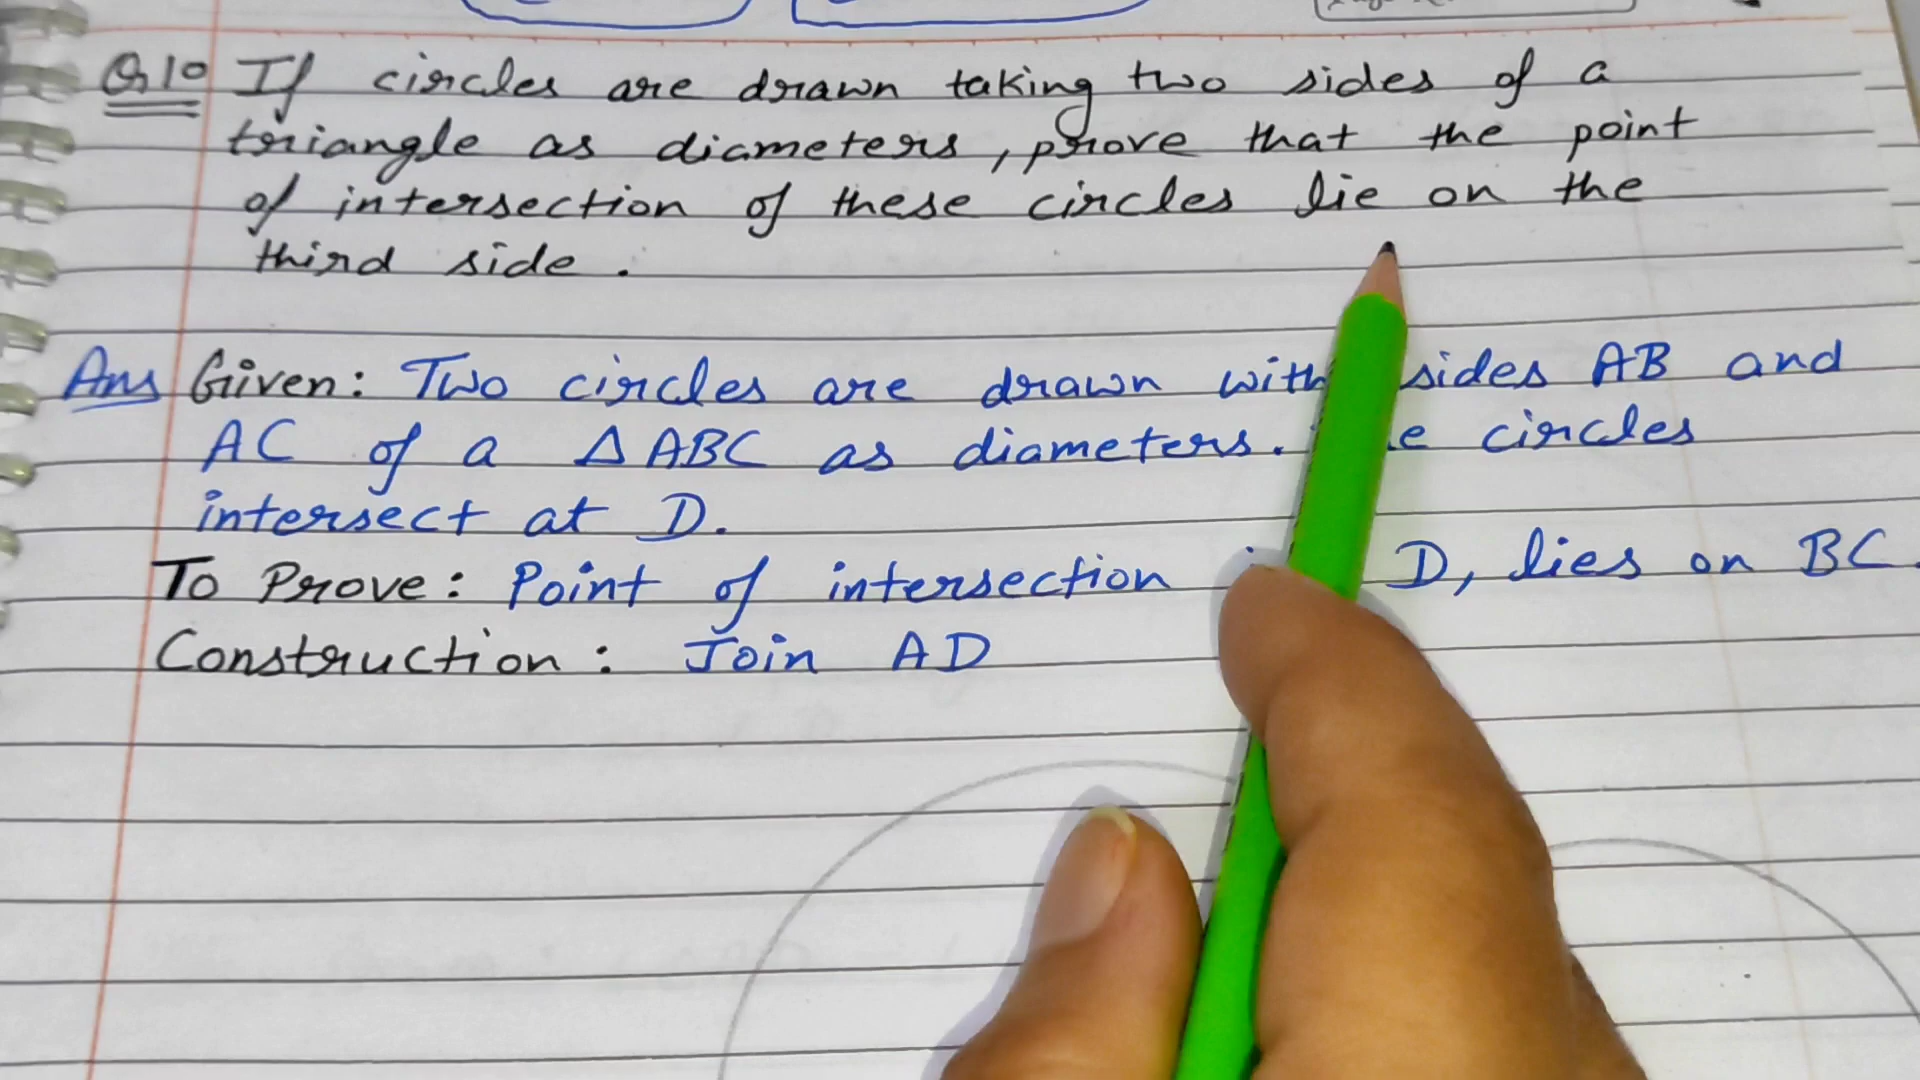 Q.10 If circles are drawn taking two sides of a
triangle as diameters, prove that the point
of intersection of these circles lie on the
third side.
Ans Given: Two circles are drawn with sides AB and
AC of a △ABC as diameters. circles
intersect at D.
To Prove: Point of intersection D, lies on BC.
Construction: Join AD